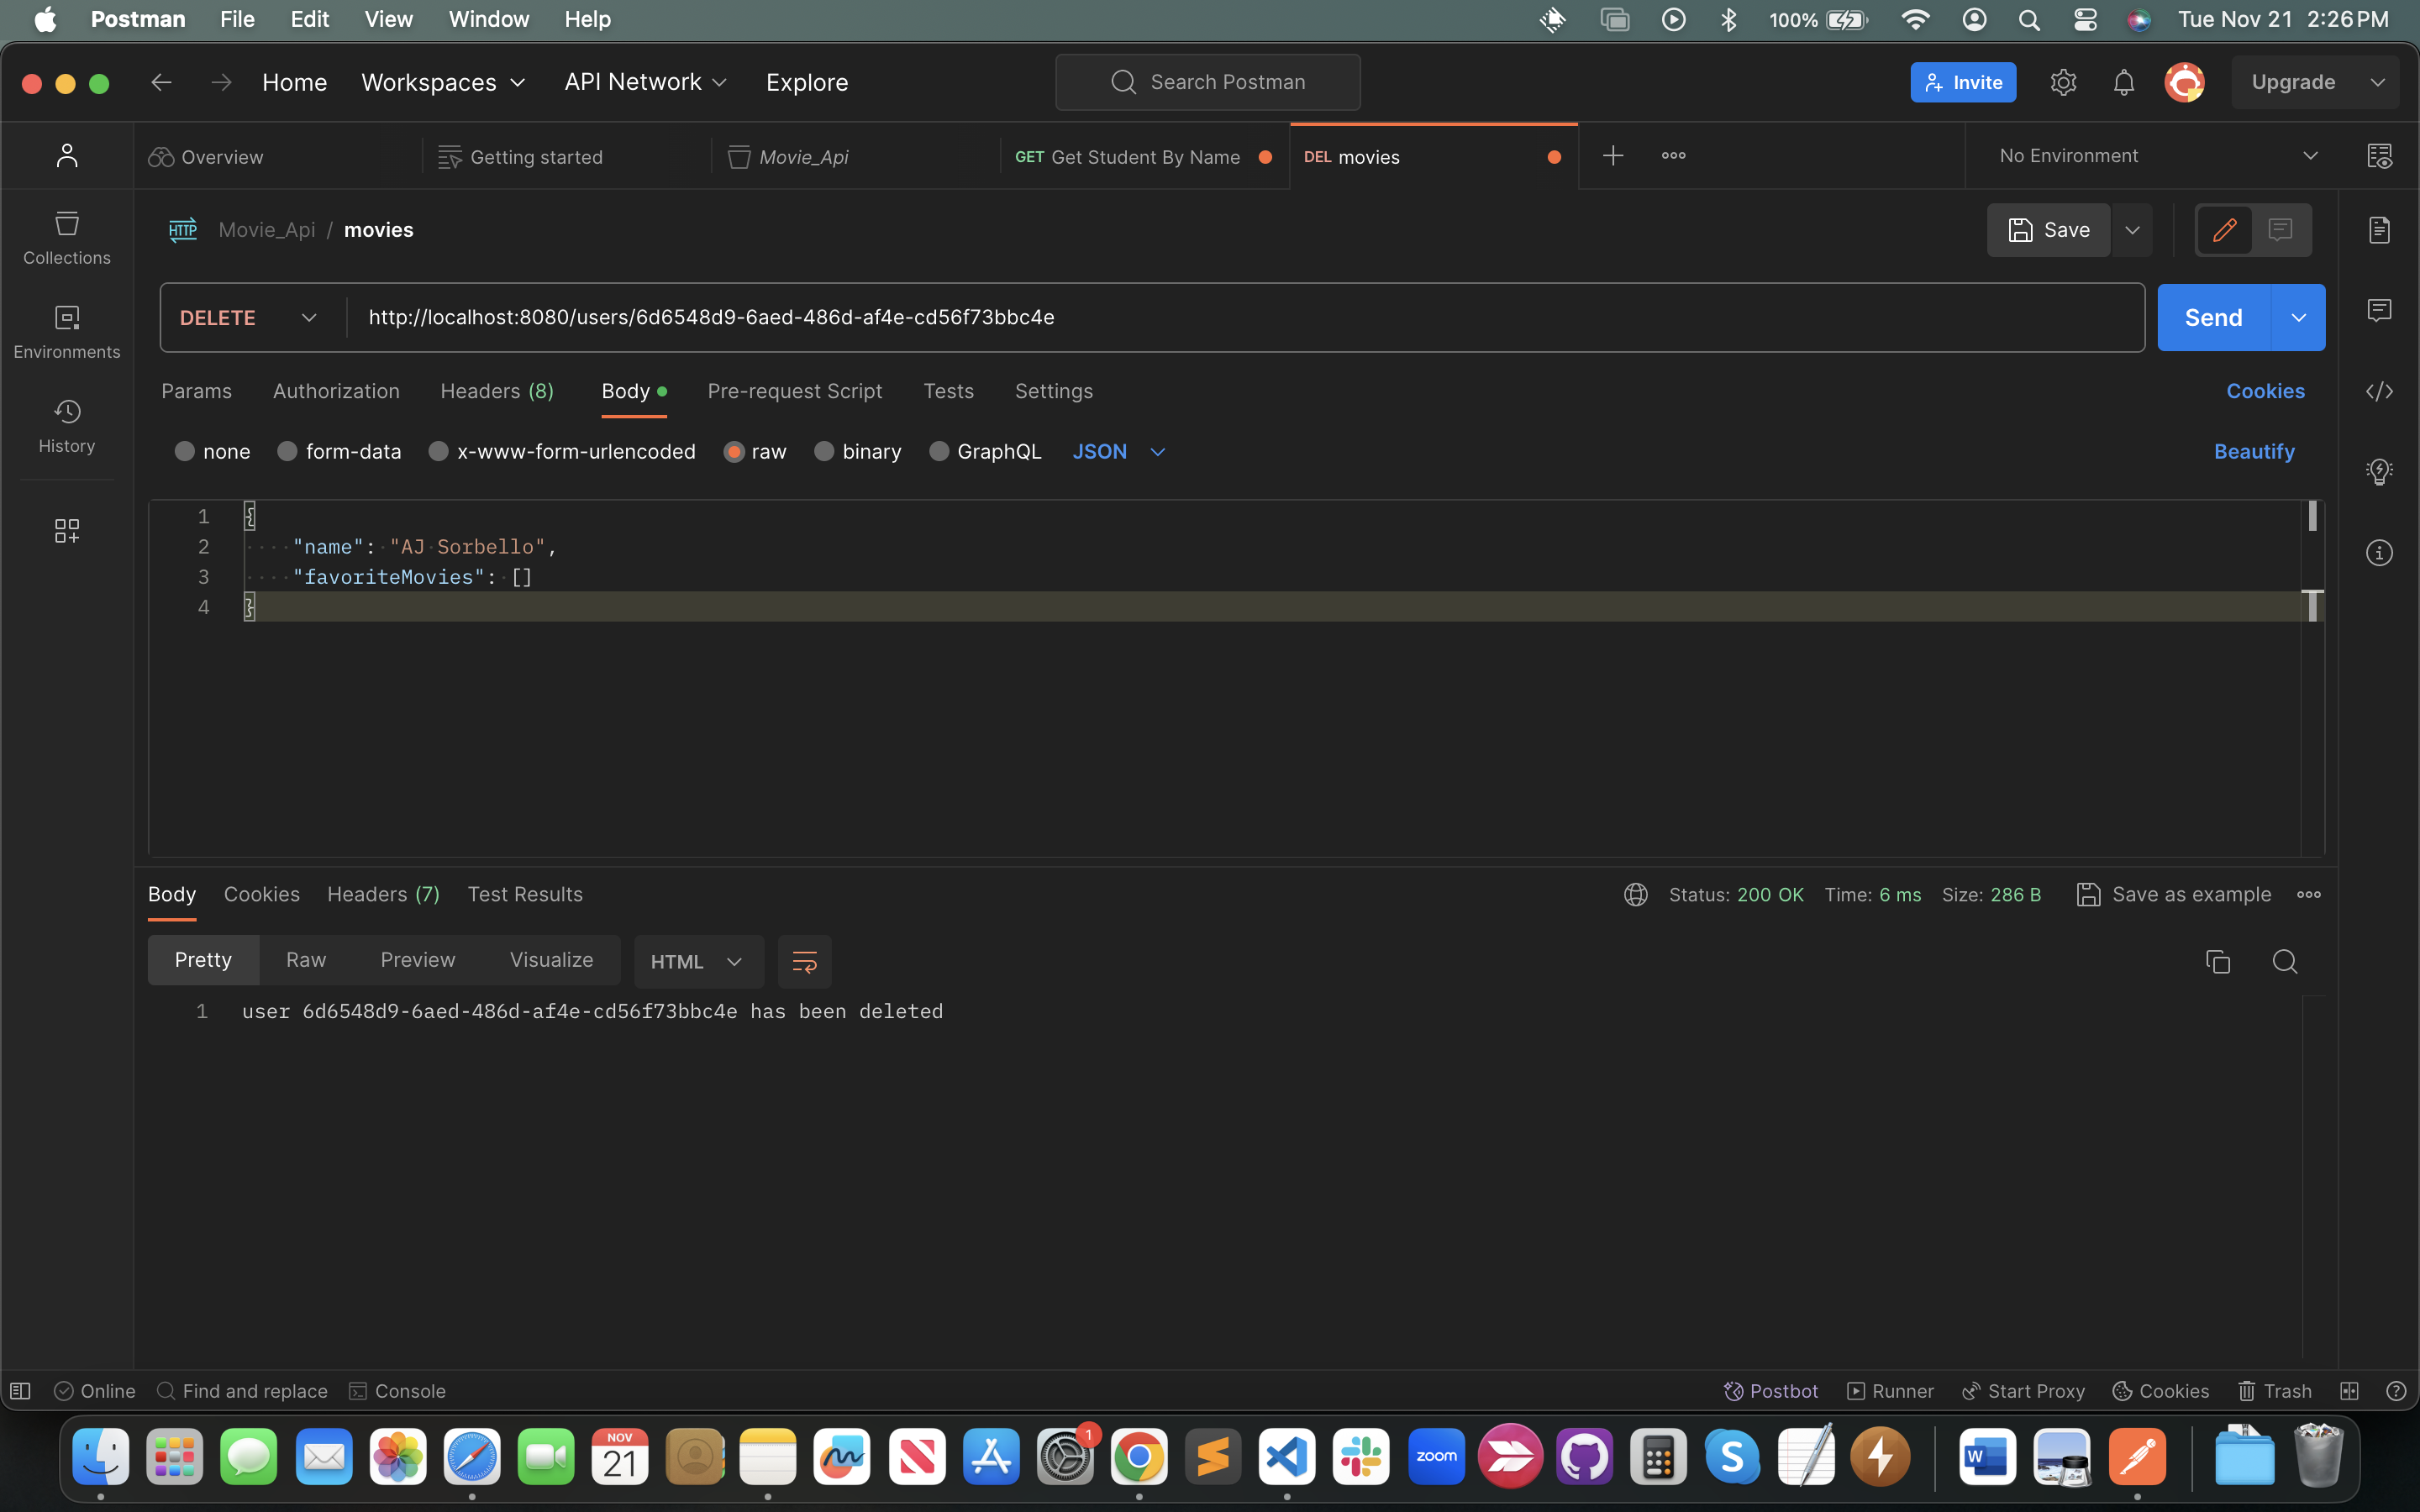 Postman File Edit View Window Help 100% Tue Nov 21 2:26 PM
Home Workspaces API Network Explore Search Postman Invite Upgrade
Overview Getting started Movie_Api GET Get Student By Name DEL movies No Environment
HTTP Movie_Api / movies Save
Collections
DELETE http://localhost:8080/users/6d6548d9-6aed-486d-af4e-cd56f73bbc4e Send
Environments
Params Authorization Headers (8) Body Pre-request Script Tests Settings Cookies
History
none form-data x-www-form-urlencoded raw binary GraphQL JSON Beautify
1 {
2 "name": "AJ Sorbello",
3 "favoriteMovies": []
4 }
Body Cookies Headers (7) Test Results Status: 200 OK Time: 6 ms Size: 286 B Save as example
Pretty Raw Preview Visualize HTML
1 user 6d6548d9-6aed-486d-af4e-cd56f73bbc4e has been deleted
Online Find and replace Console Postbot Runner Start Proxy Cookies Trash
NOV
21
1
zoom
S
W